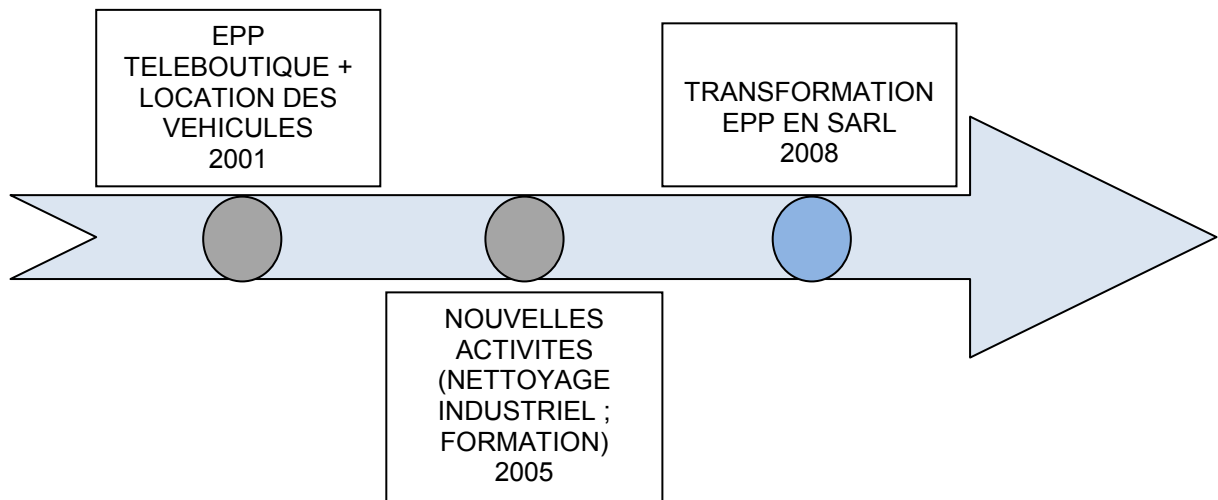 EPP
TELEBOUTIQUE +
LOCATION DES
VEHICULES
2001
NOUVELLES
ACTIVITES
(NETTOYAGE
INDUSTRIEL ;
FORMATION)
2005
TRANSFORMATION
EPP EN SARL
2008